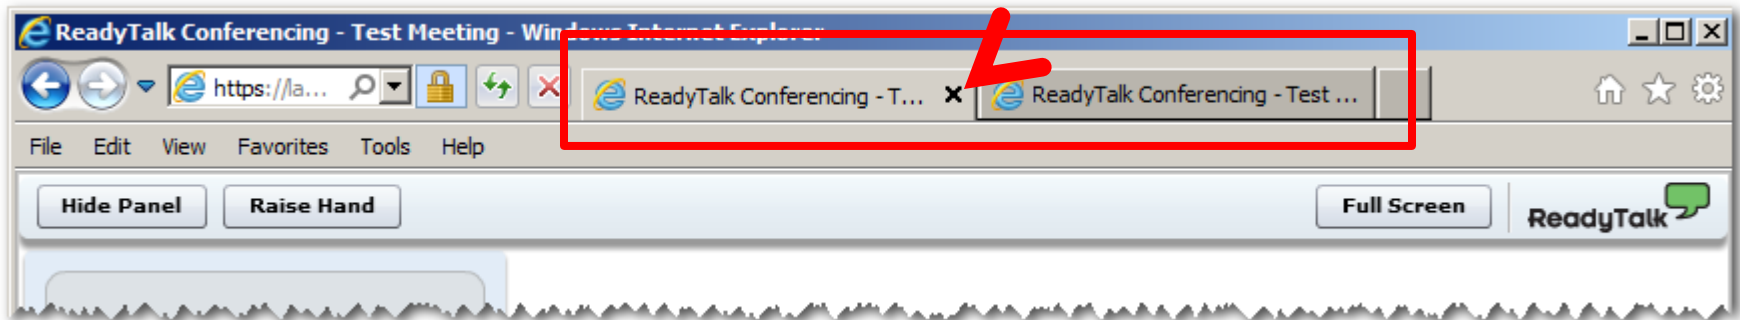 ReadyTalk Conferencing - Test Meeting - Windows Internet Explorer
https://la... ReadyTalk Conferencing - T... ReadyTalk Conferencing - Test ...
File Edit View Favorites Tools Help
Hide Panel Raise Hand Full Screen ReadyTalk